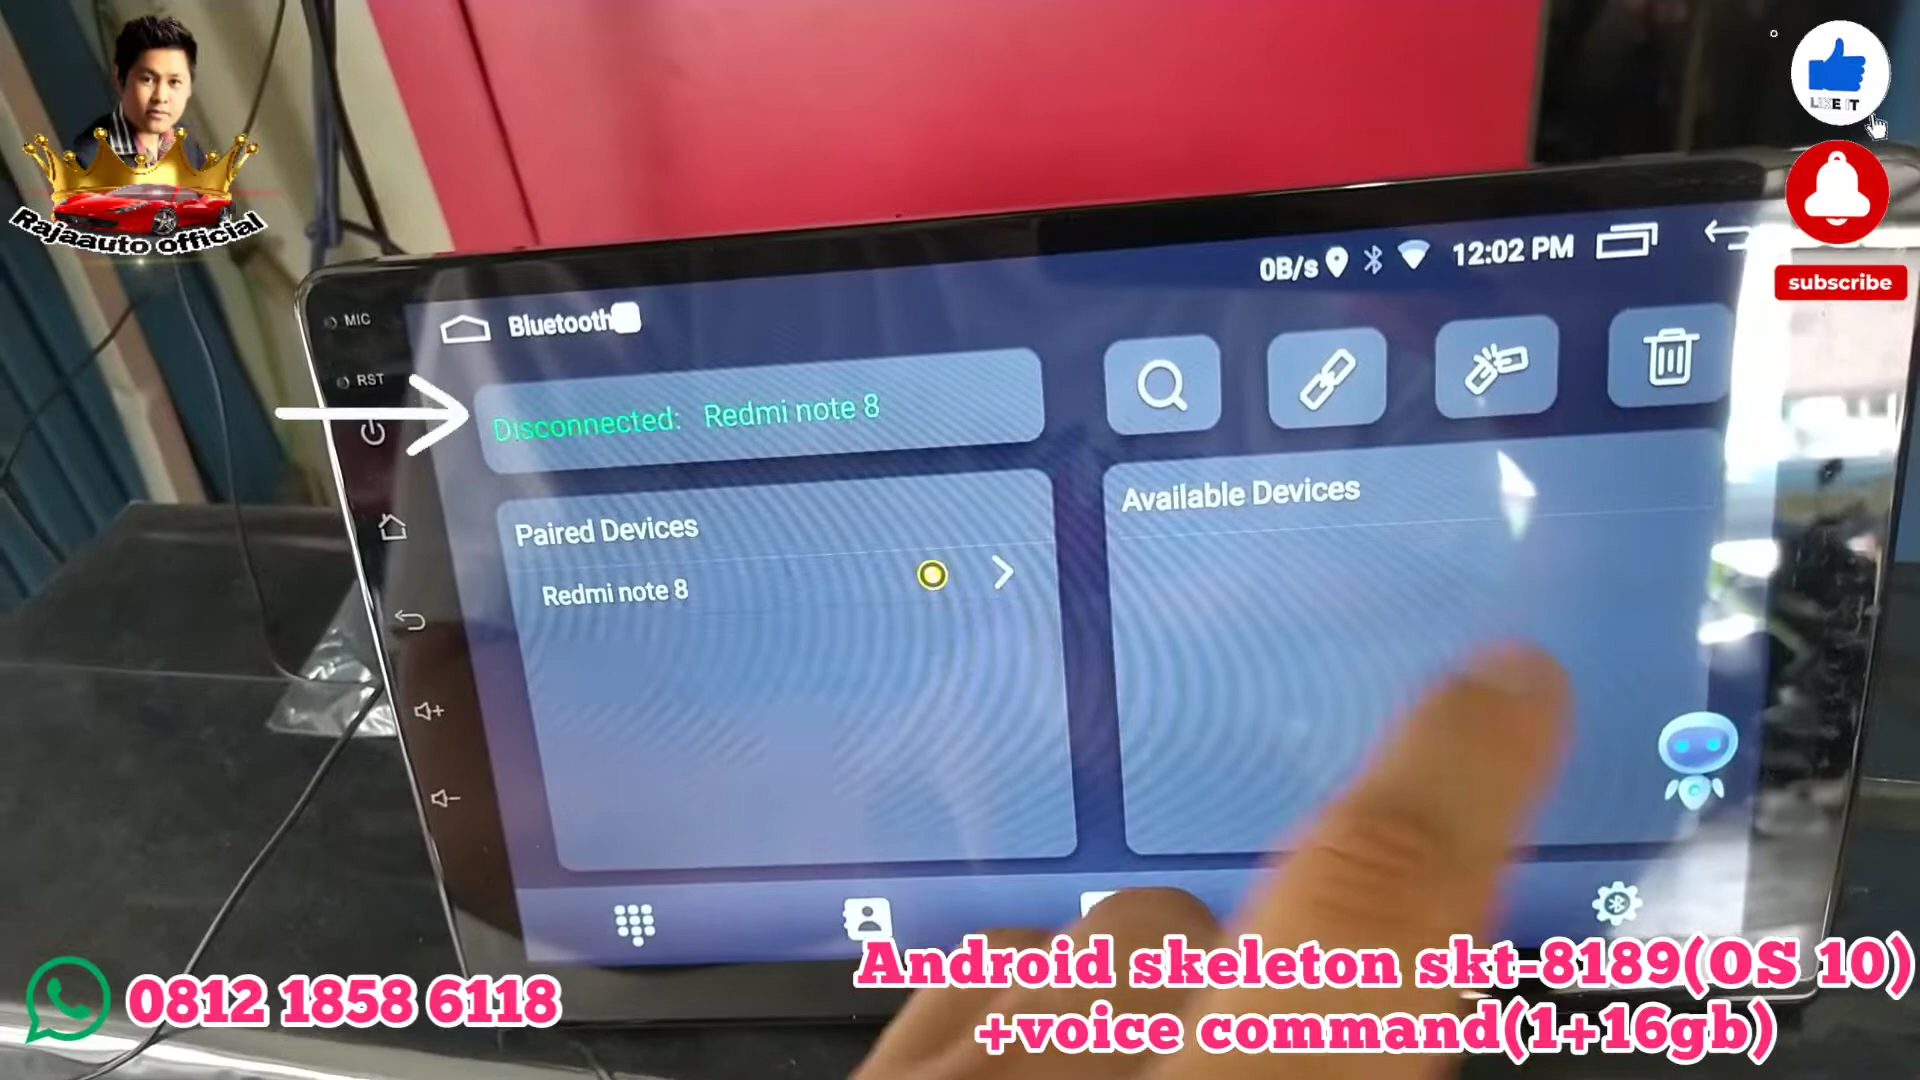 Rajaauto official
LIKE IT
subscribe
MIC
RST
Bluetooth
0B/s
12:02 PM
Disconnected: Redmi note 8
Paired Devices
Redmi note 8
Available Devices
0812 1858 6118
Android skeleton skt-8189(OS 10)
+voice command(1+16gb)